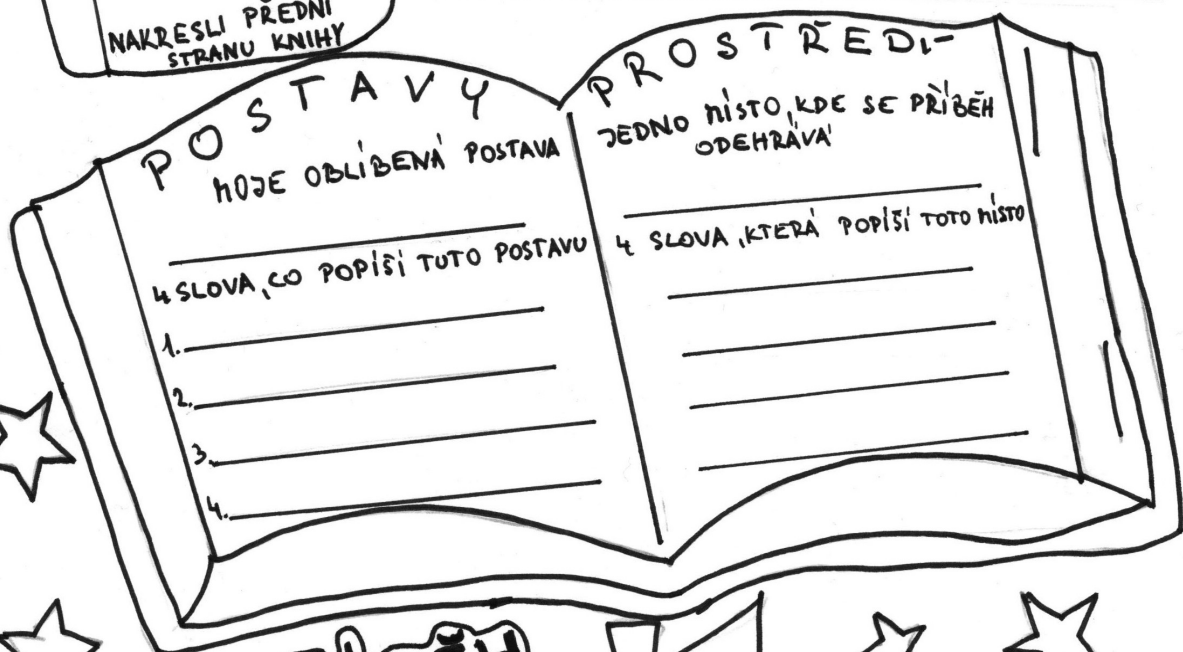 NAKRESLI PŘEDNÍ
STRANU KNIHY
POSTAVY
MOJE OBLÍBENÁ POSTAVA
4 SLOVA, CO POPÍŠÍ TUTO POSTAVU
1.
2.
3.
4.
PROSTŘEDÍ
JEDNO MÍSTO, KDE SE PŘÍBĚH
ODEHRÁVÁ
4 SLOVA, KTERÁ POPÍŠÍ TOTO MÍSTO